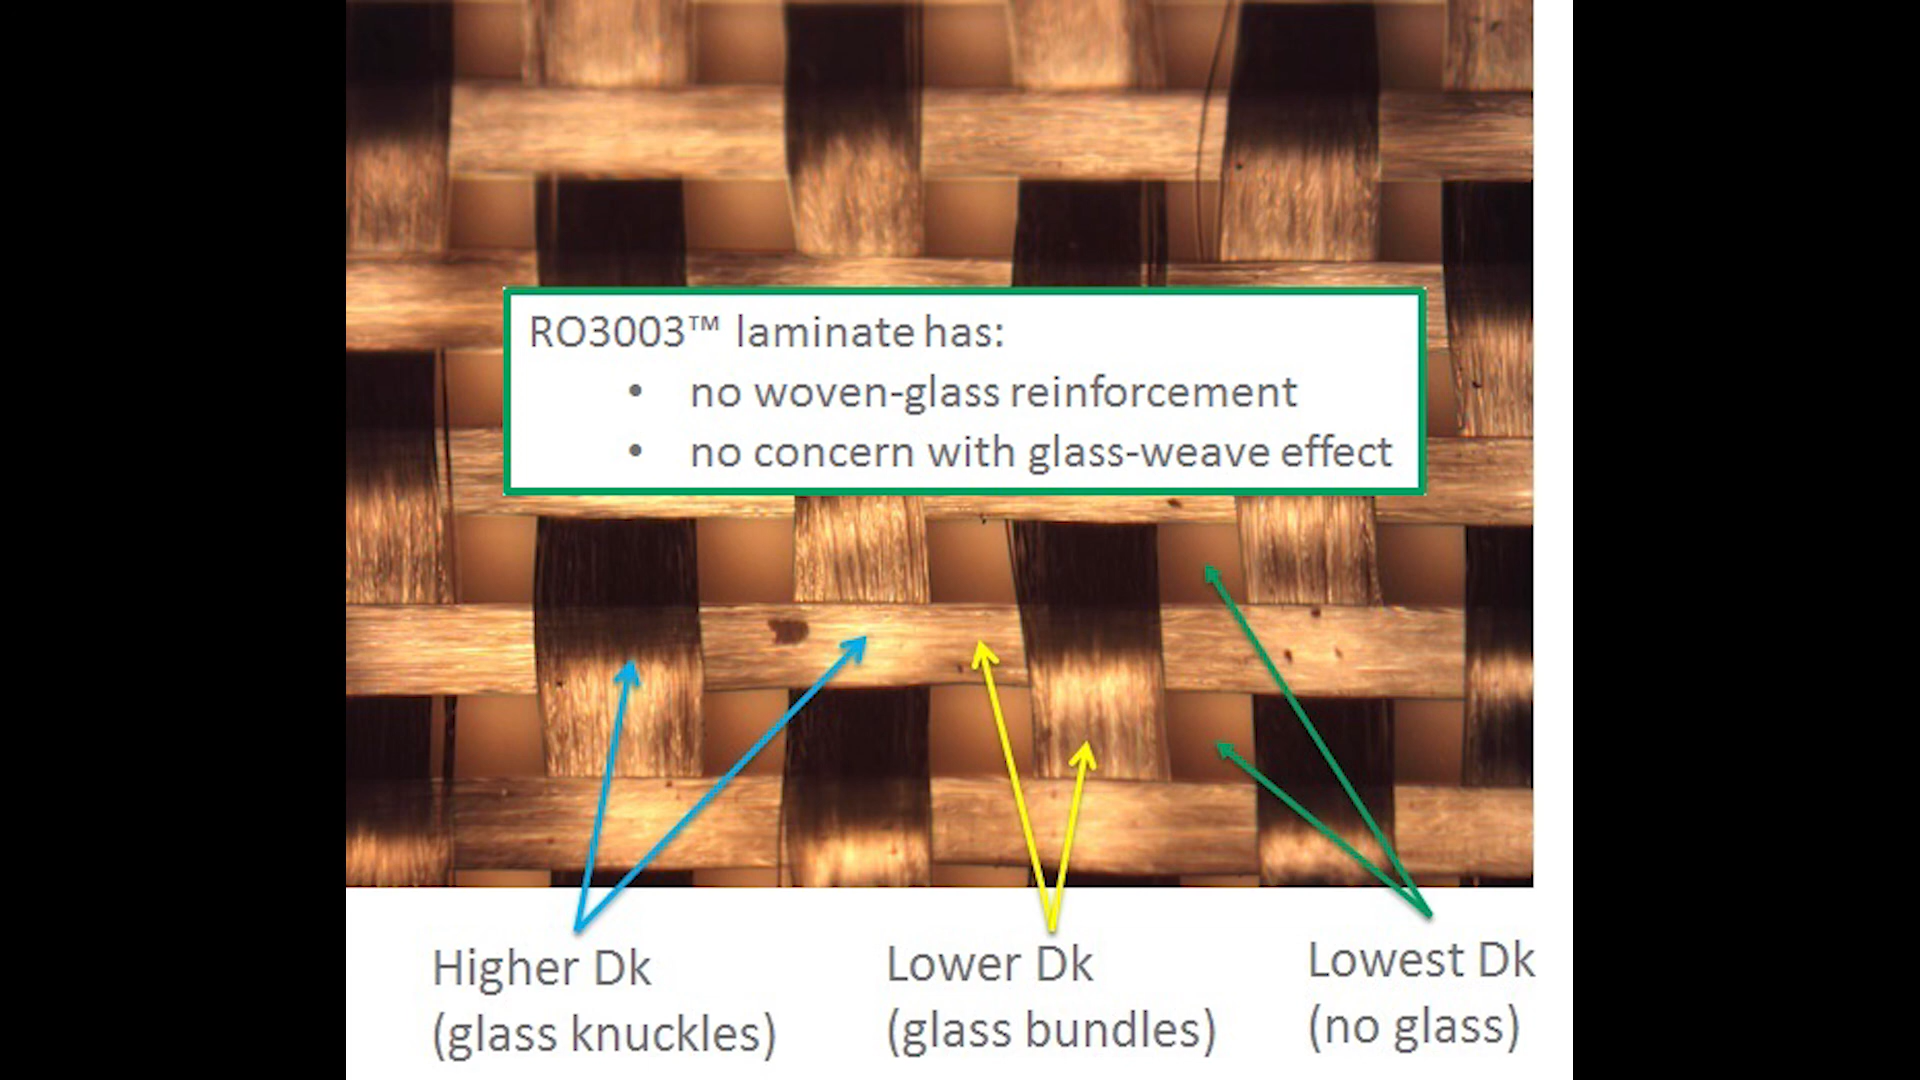 RO3003™ laminate has:
• no woven-glass reinforcement
• no concern with glass-weave effect
Higher Dk
(glass knuckles)
Lower Dk
(glass bundles)
Lowest Dk
(no glass)